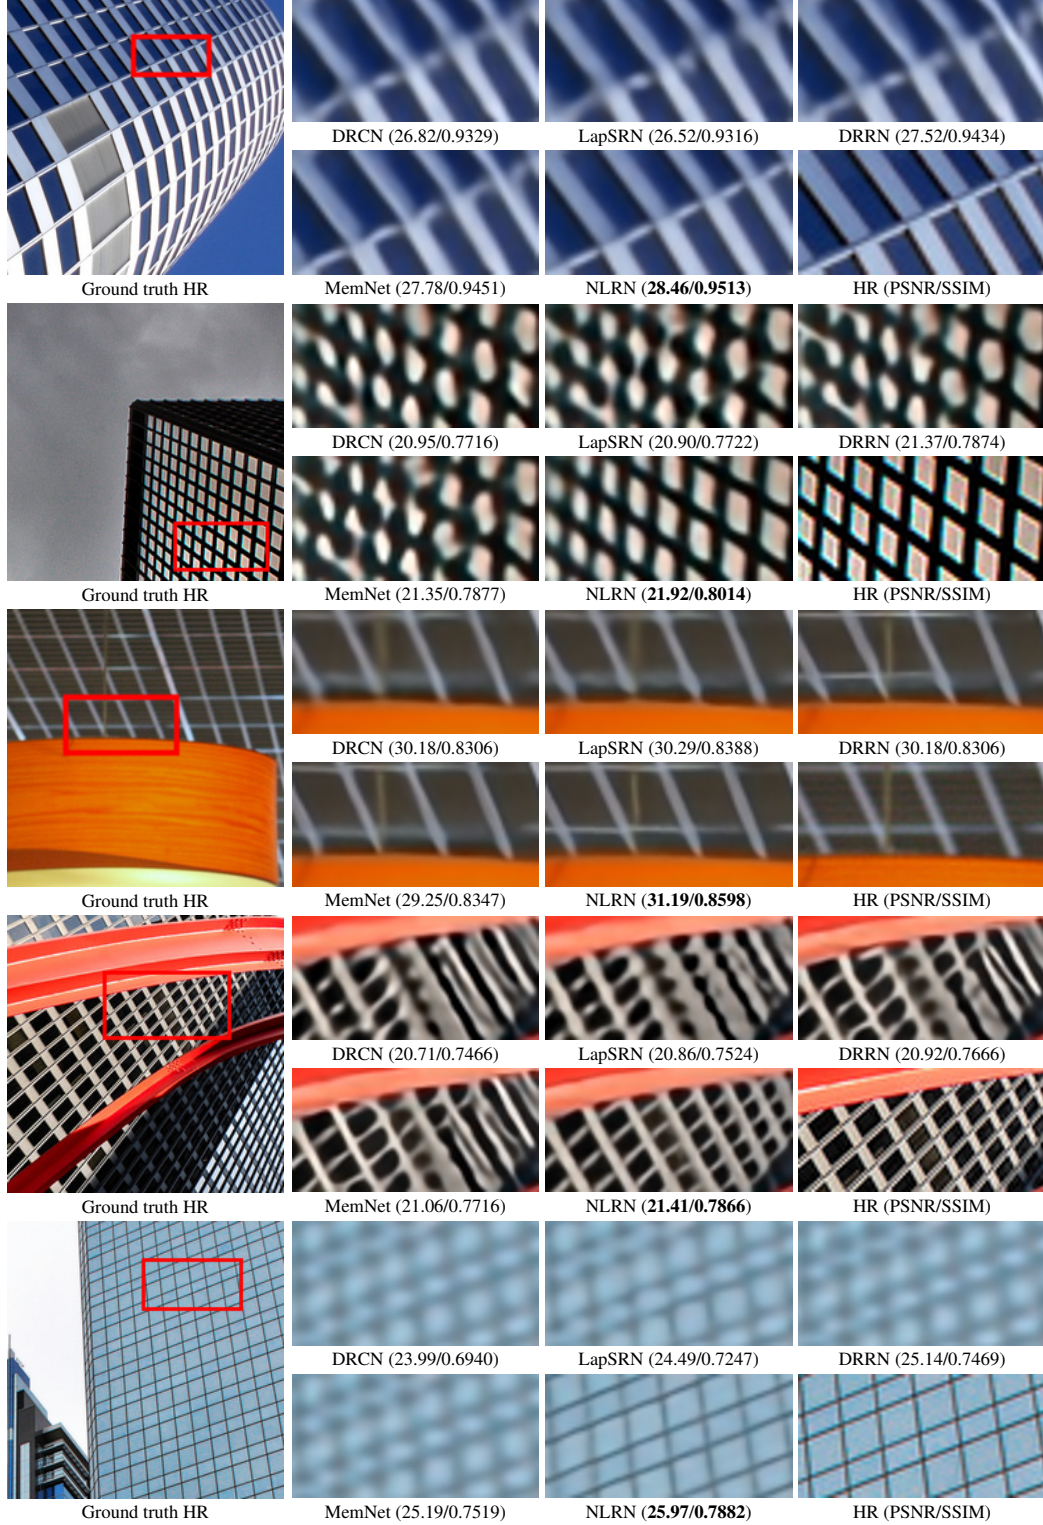 DRCN (26.82/0.9329) LapSRN (26.52/0.9316) DRRN (27.52/0.9434)
Ground truth HR MemNet (27.78/0.9451) NLRN (28.46/0.9513) HR (PSNR/SSIM)
DRCN (20.95/0.7716) LapSRN (20.90/0.7722) DRRN (21.37/0.7874)
Ground truth HR MemNet (21.35/0.7877) NLRN (21.92/0.8014) HR (PSNR/SSIM)
DRCN (30.18/0.8306) LapSRN (30.29/0.8388) DRRN (30.18/0.8306)
Ground truth HR MemNet (29.25/0.8347) NLRN (31.19/0.8598) HR (PSNR/SSIM)
DRCN (20.71/0.7466) LapSRN (20.86/0.7524) DRRN (20.92/0.7666)
Ground truth HR MemNet (21.06/0.7716) NLRN (21.41/0.7866) HR (PSNR/SSIM)
DRCN (23.99/0.6940) LapSRN (24.49/0.7247) DRRN (25.14/0.7469)
Ground truth HR MemNet (25.19/0.7519) NLRN (25.97/0.7882) HR (PSNR/SSIM)